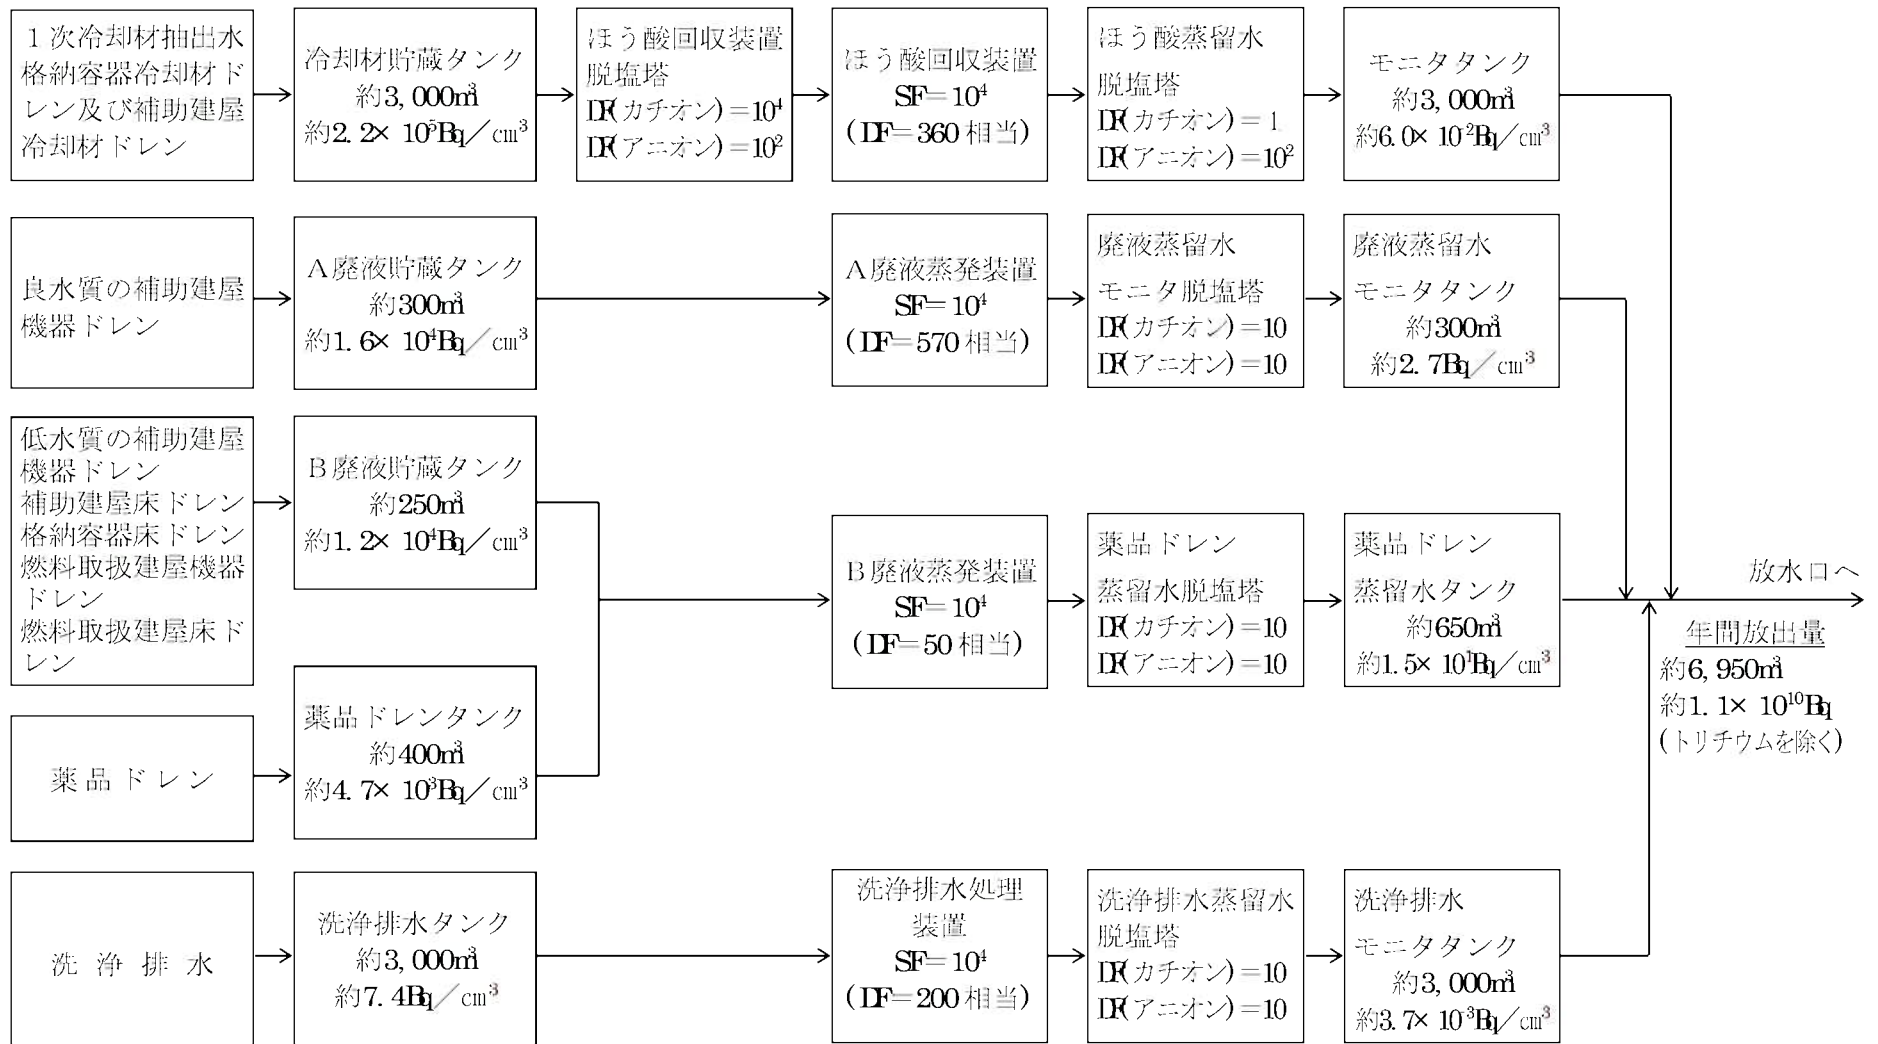 1次冷却材抽出水
格納容器冷却材ド
レン及び補助建屋
冷却材ドレン
冷却材貯蔵タンク
約3,000m³
約2.2×10⁵Bq/cm³
ほう酸回収装置
脱塩塔
DF(カチオン)=10⁴
DF(アニオン)=10²
ほう酸回収装置
SF=10⁴
(DF=360相当)
ほう酸蒸留水
脱塩塔
DF(カチオン)=1
DF(アニオン)=10²
モニタタンク
約3,000m³
約6.0×10⁻²Bq/cm³
良水質の補助建屋
機器ドレン
A廃液貯蔵タンク
約300m³
約1.6×10⁴Bq/cm³
A廃液蒸発装置
SF=10⁴
(DF=570相当)
廃液蒸留水
モニタ脱塩塔
DF(カチオン)=10
DF(アニオン)=10
廃液蒸留水
モニタタンク
約300m³
約2.7Bq/cm³
低水質の補助建屋
機器ドレン
補助建屋床ドレン
格納容器床ドレン
燃料取扱建屋機器
ドレン
燃料取扱建屋床ド
レン
B廃液貯蔵タンク
約250m³
約1.2×10⁴Bq/cm³
薬品ドレン
薬品ドレンタンク
約400m³
約4.7×10³Bq/cm³
B廃液蒸発装置
SF=10⁴
(DF=50相当)
薬品ドレン
蒸留水脱塩塔
DF(カチオン)=10
DF(アニオン)=10
薬品ドレン
蒸留水タンク
約650m³
約1.5×10¹Bq/cm³
洗浄排水
洗浄排水タンク
約3,000m³
約7.4Bq/cm³
洗浄排水処理
装置
SF=10⁴
(DF=200相当)
洗浄排水蒸留水
脱塩塔
DF(カチオン)=10
DF(アニオン)=10
洗浄排水
モニタタンク
約3,000m³
約3.7×10⁻³Bq/cm³
放水口へ
年間放出量
約6,950m³
約1.1×10¹⁰Bq
(トリチウムを除く)